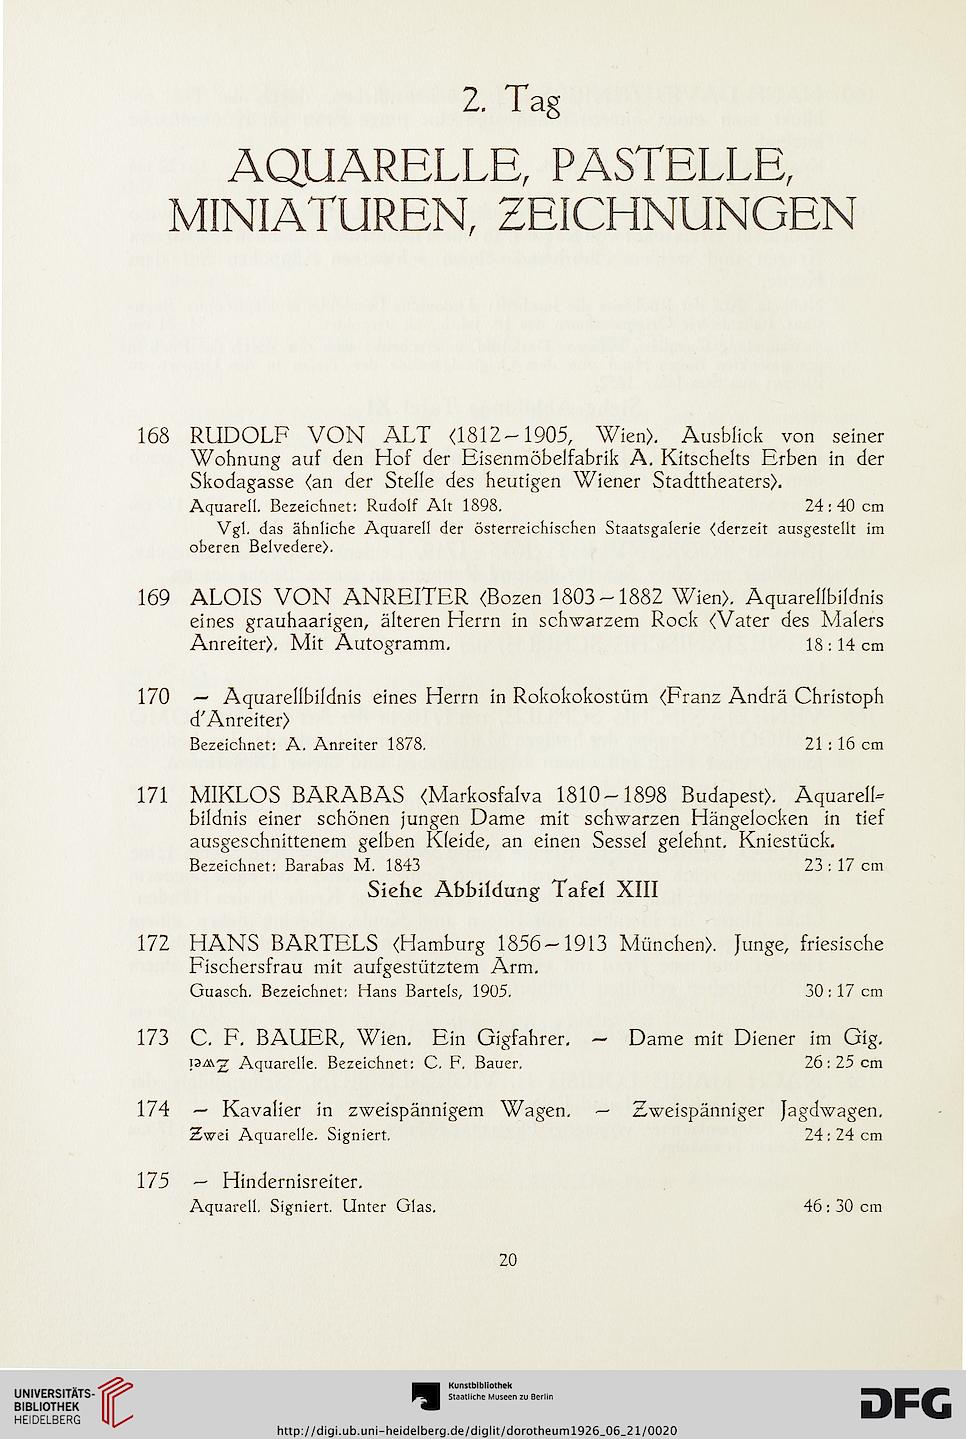 2. Tag
AQUARELLE, PASTELLE,
MINIATUREN, ZEICHNUNGEN
168 RUDOLF VON ALT <1812–1905, Wien>. Ausblick von seiner
Wohnung auf den Hof der Eisenmöbelfabrik A. Kitschelts Erben in der
Skodagasse <an der Stelle des heutigen Wiener Stadttheaters>.
Aquarell. Bezeichnet: Rudolf Alt 1898. 24 : 40 cm
Vgl. das ähnliche Aquarell der österreichischen Staatsgalerie <derzeit ausgestellt im
oberen Belvedere>.
169 ALOIS VON ANREITER <Bozen 1803–1882 Wien>. Aquarellbildnis
eines grauhaarigen, älteren Herrn in schwarzem Rock <Vater des Malers
Anreiter>. Mit Autogramm. 18 : 14 cm
170 — Aquarellbildnis eines Herrn in Rokokokostüm <Franz Andrä Christoph
d'Anreiter>
Bezeichnet: A. Anreiter 1878. 21 : 16 cm
171 MIKLOS BARABAS <Markosfalva 1810–1898 Budapest>. Aquarell-
bildnis einer schönen jungen Dame mit schwarzen Hängelocken in tief
ausgeschnittenem gelben Kleide, an einen Sessel gelehnt. Kniestück.
Bezeichnet: Barabas M. 1843 23 : 17 cm
Siehe Abbildung Tafel XIII
172 HANS BARTELS <Hamburg 1856–1913 München>. Junge, friesische
Fischersfrau mit aufgestütztem Arm.
Guasch. Bezeichnet: Hans Bartels, 1905. 30 : 17 cm
173 C. F. BAUER, Wien. Ein Gigfahrer. — Dame mit Diener im Gig.
Zwei Aquarelle. Bezeichnet: C. F. Bauer. 26 : 25 cm
174 — Kavalier in zweispännigem Wagen. — Zweispänniger Jagdwagen.
Zwei Aquarelle. Signiert. 24 : 24 cm
175 — Hindernisreiter.
Aquarell. Signiert. Unter Glas. 46 : 30 cm
20
UNIVERSITÄTS-
BIBLIOTHEK
HEIDELBERG
Kunstbibliothek
Staatliche Museen zu Berlin
DFG
http://digi.ub.uni-heidelberg.de/diglit/dorotheum1926_06_21/0020